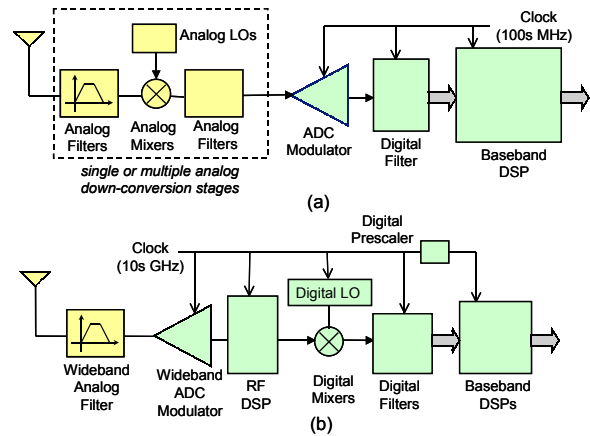 Analog LOs
Clock
(100s MHz)
Analog
Filters
Analog
Mixers
Analog
Filters
single or multiple analog
down-conversion stages
ADC
Modulator
Digital
Filter
Baseband
DSP
(a)
Clock
(10s GHz)
Digital
Prescaler
Digital LO
Wideband
Analog
Filter
Wideband
ADC
Modulator
RF
DSP
Digital
Mixers
Digital
Filters
Baseband
DSPs
(b)